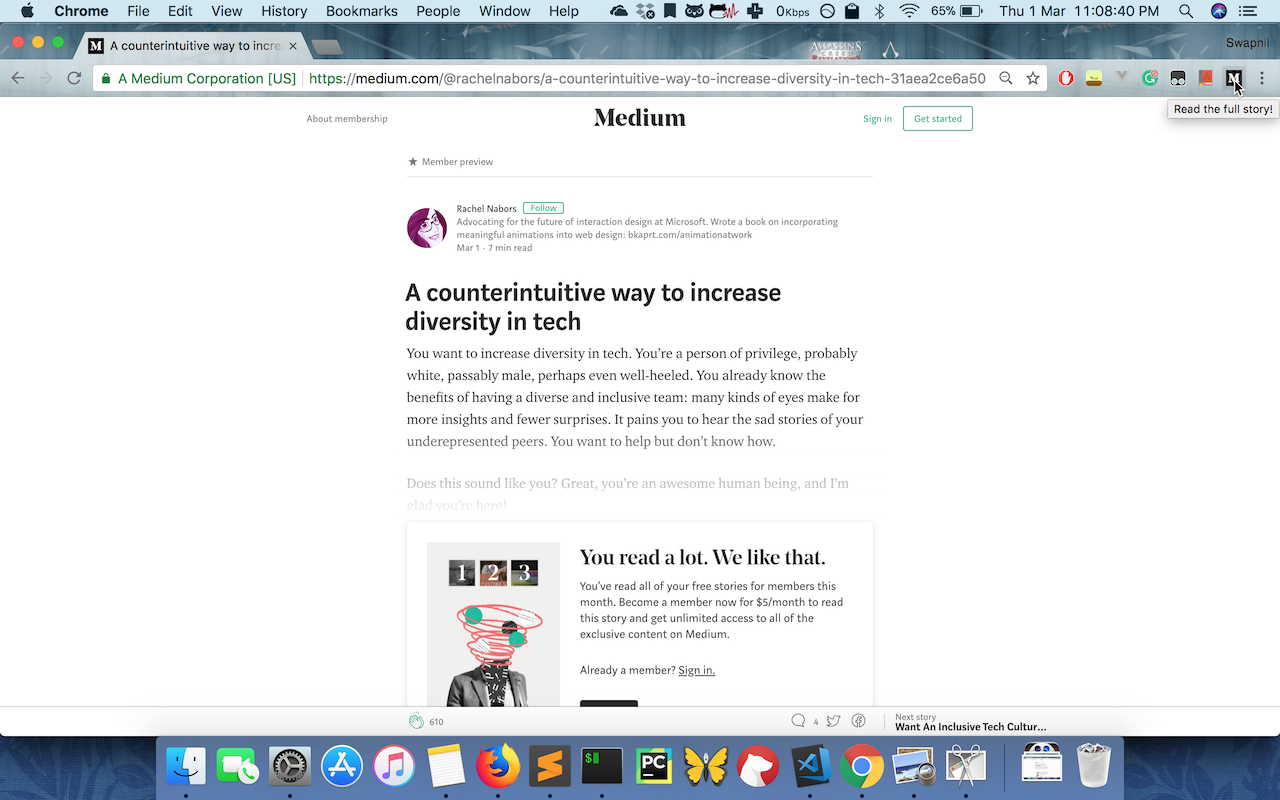 Chrome File Edit View History Bookmarks People Window Help 0Kbps 65% Thu 1 Mar 11:08:40 PM
M A counterintuitive way to incre
ASSASSINS
Swapnil
A Medium Corporation [US] https://medium.com/@rachelnabors/a-counterintuitive-way-to-increase-diversity-in-tech-31aea2ce6a50
M
Read the full story!
About membership
Medium
Sign in Get started
Member preview
Rachel Nabors Follow
Advocating for the future of interaction design at Microsoft. Wrote a book on incorporating
meaningful animations into web design: bkaprt.com/animationatwork
Mar 1 · 7 min read
A counterintuitive way to increase
diversity in tech
You want to increase diversity in tech. You’re a person of privilege, probably
white, passably male, perhaps even well-heeled. You already know the
benefits of having a diverse and inclusive team: many kinds of eyes make for
more insights and fewer surprises. It pains you to hear the sad stories of your
underepresented peers. You want to help but don’t know how.
Does this sound like you? Great, you’re an awesome human being, and I’m
glad you’re here!
1 2 3
You read a lot. We like that.
You’ve read all of your free stories for members this
month. Become a member now for $5/month to read
this story and get unlimited access to all of the
exclusive content on Medium.
Already a member? Sign in.
610
4
Next story
Want An Inclusive Tech Cultur...
$
PC